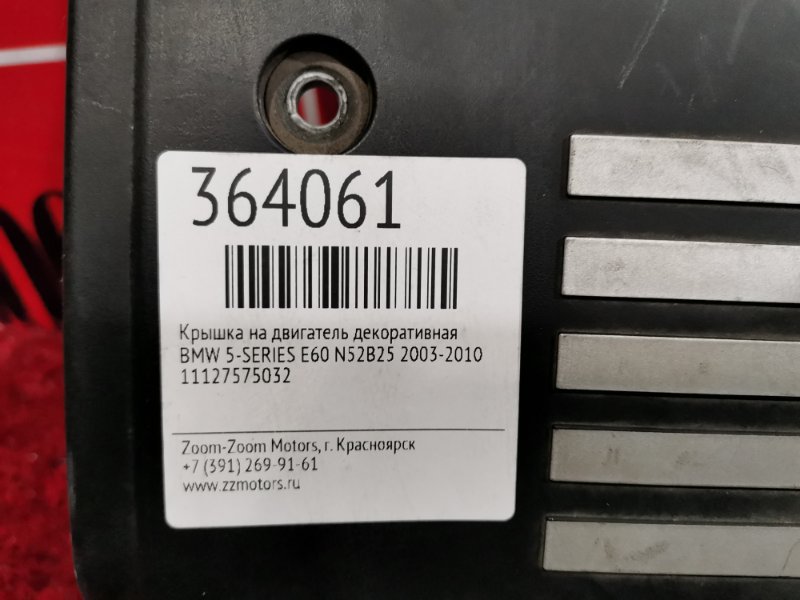 364061
Крышка на двигатель декоративная
BMW 5-SERIES E60 N52B25 2003-2010
11127575032
Zoom-Zoom Motors, г. Красноярск
+7 (391) 269-91-61
www.zzmotors.ru